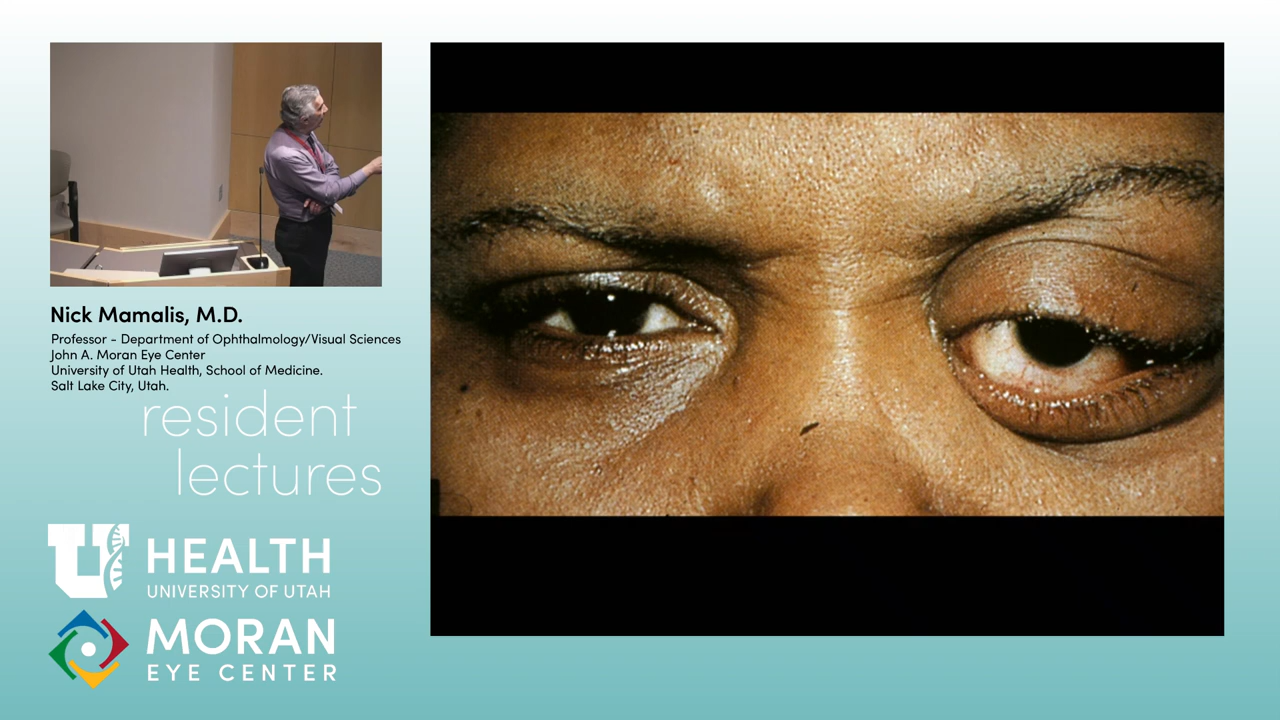 Nick Mamalis, M.D.
Professor - Department of Ophthalmology/Visual Sciences
John A. Moran Eye Center
University of Utah Health, School of Medicine.
Salt Lake City, Utah.
resident
lectures
U HEALTH
UNIVERSITY OF UTAH
MORAN
EYE CENTER